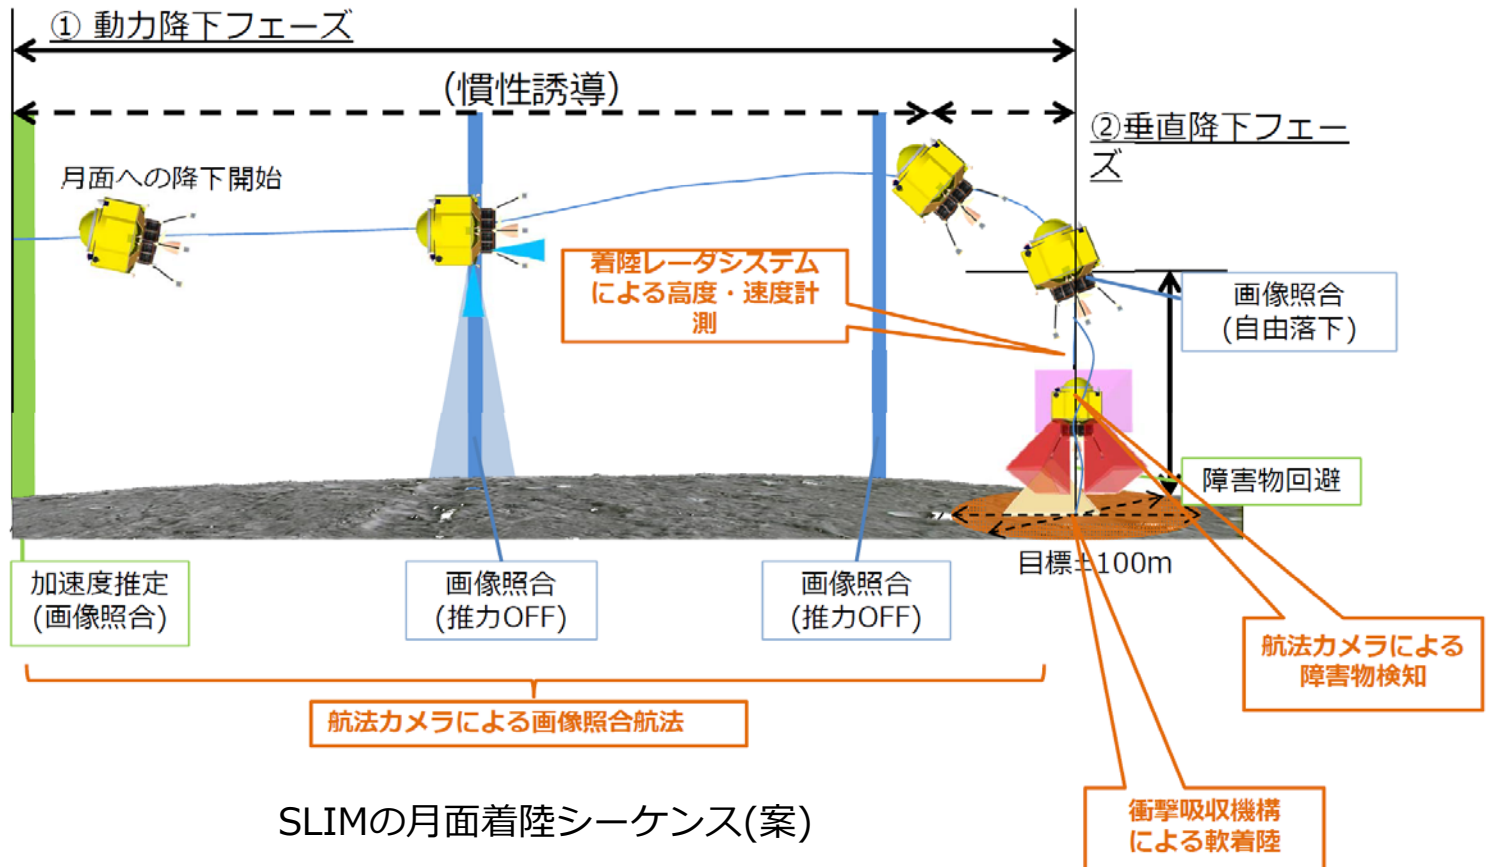 ① 動力降下フェーズ
(慣性誘導)
②垂直降下フェー
ズ
月面への降下開始
着陸レーダシステム
による高度・速度計
測
画像照合
(自由落下)
障害物回避
目標±100m
加速度推定
(画像照合)
画像照合
(推力OFF)
画像照合
(推力OFF)
航法カメラによる
障害物検知
航法カメラによる画像照合航法
衝撃吸収機構
による軟着陸
SLIMの月面着陸シーケンス(案)